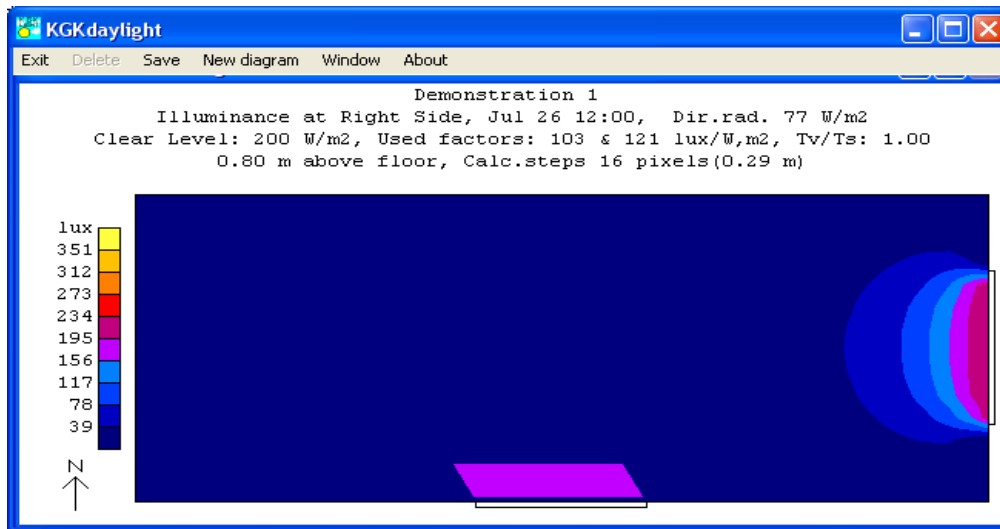 KGKdaylight
Exit Delete Save New diagram Window About
Demonstration 1
Illuminance at Right Side, Jul 26 12:00, Dir.rad. 77 W/m2
Clear Level: 200 W/m2, Used factors: 103 & 121 lux/W,m2, Tv/Ts: 1.00
0.80 m above floor, Calc.steps 16 pixels(0.29 m)
lux
351
312
273
234
195
156
117
78
39
N